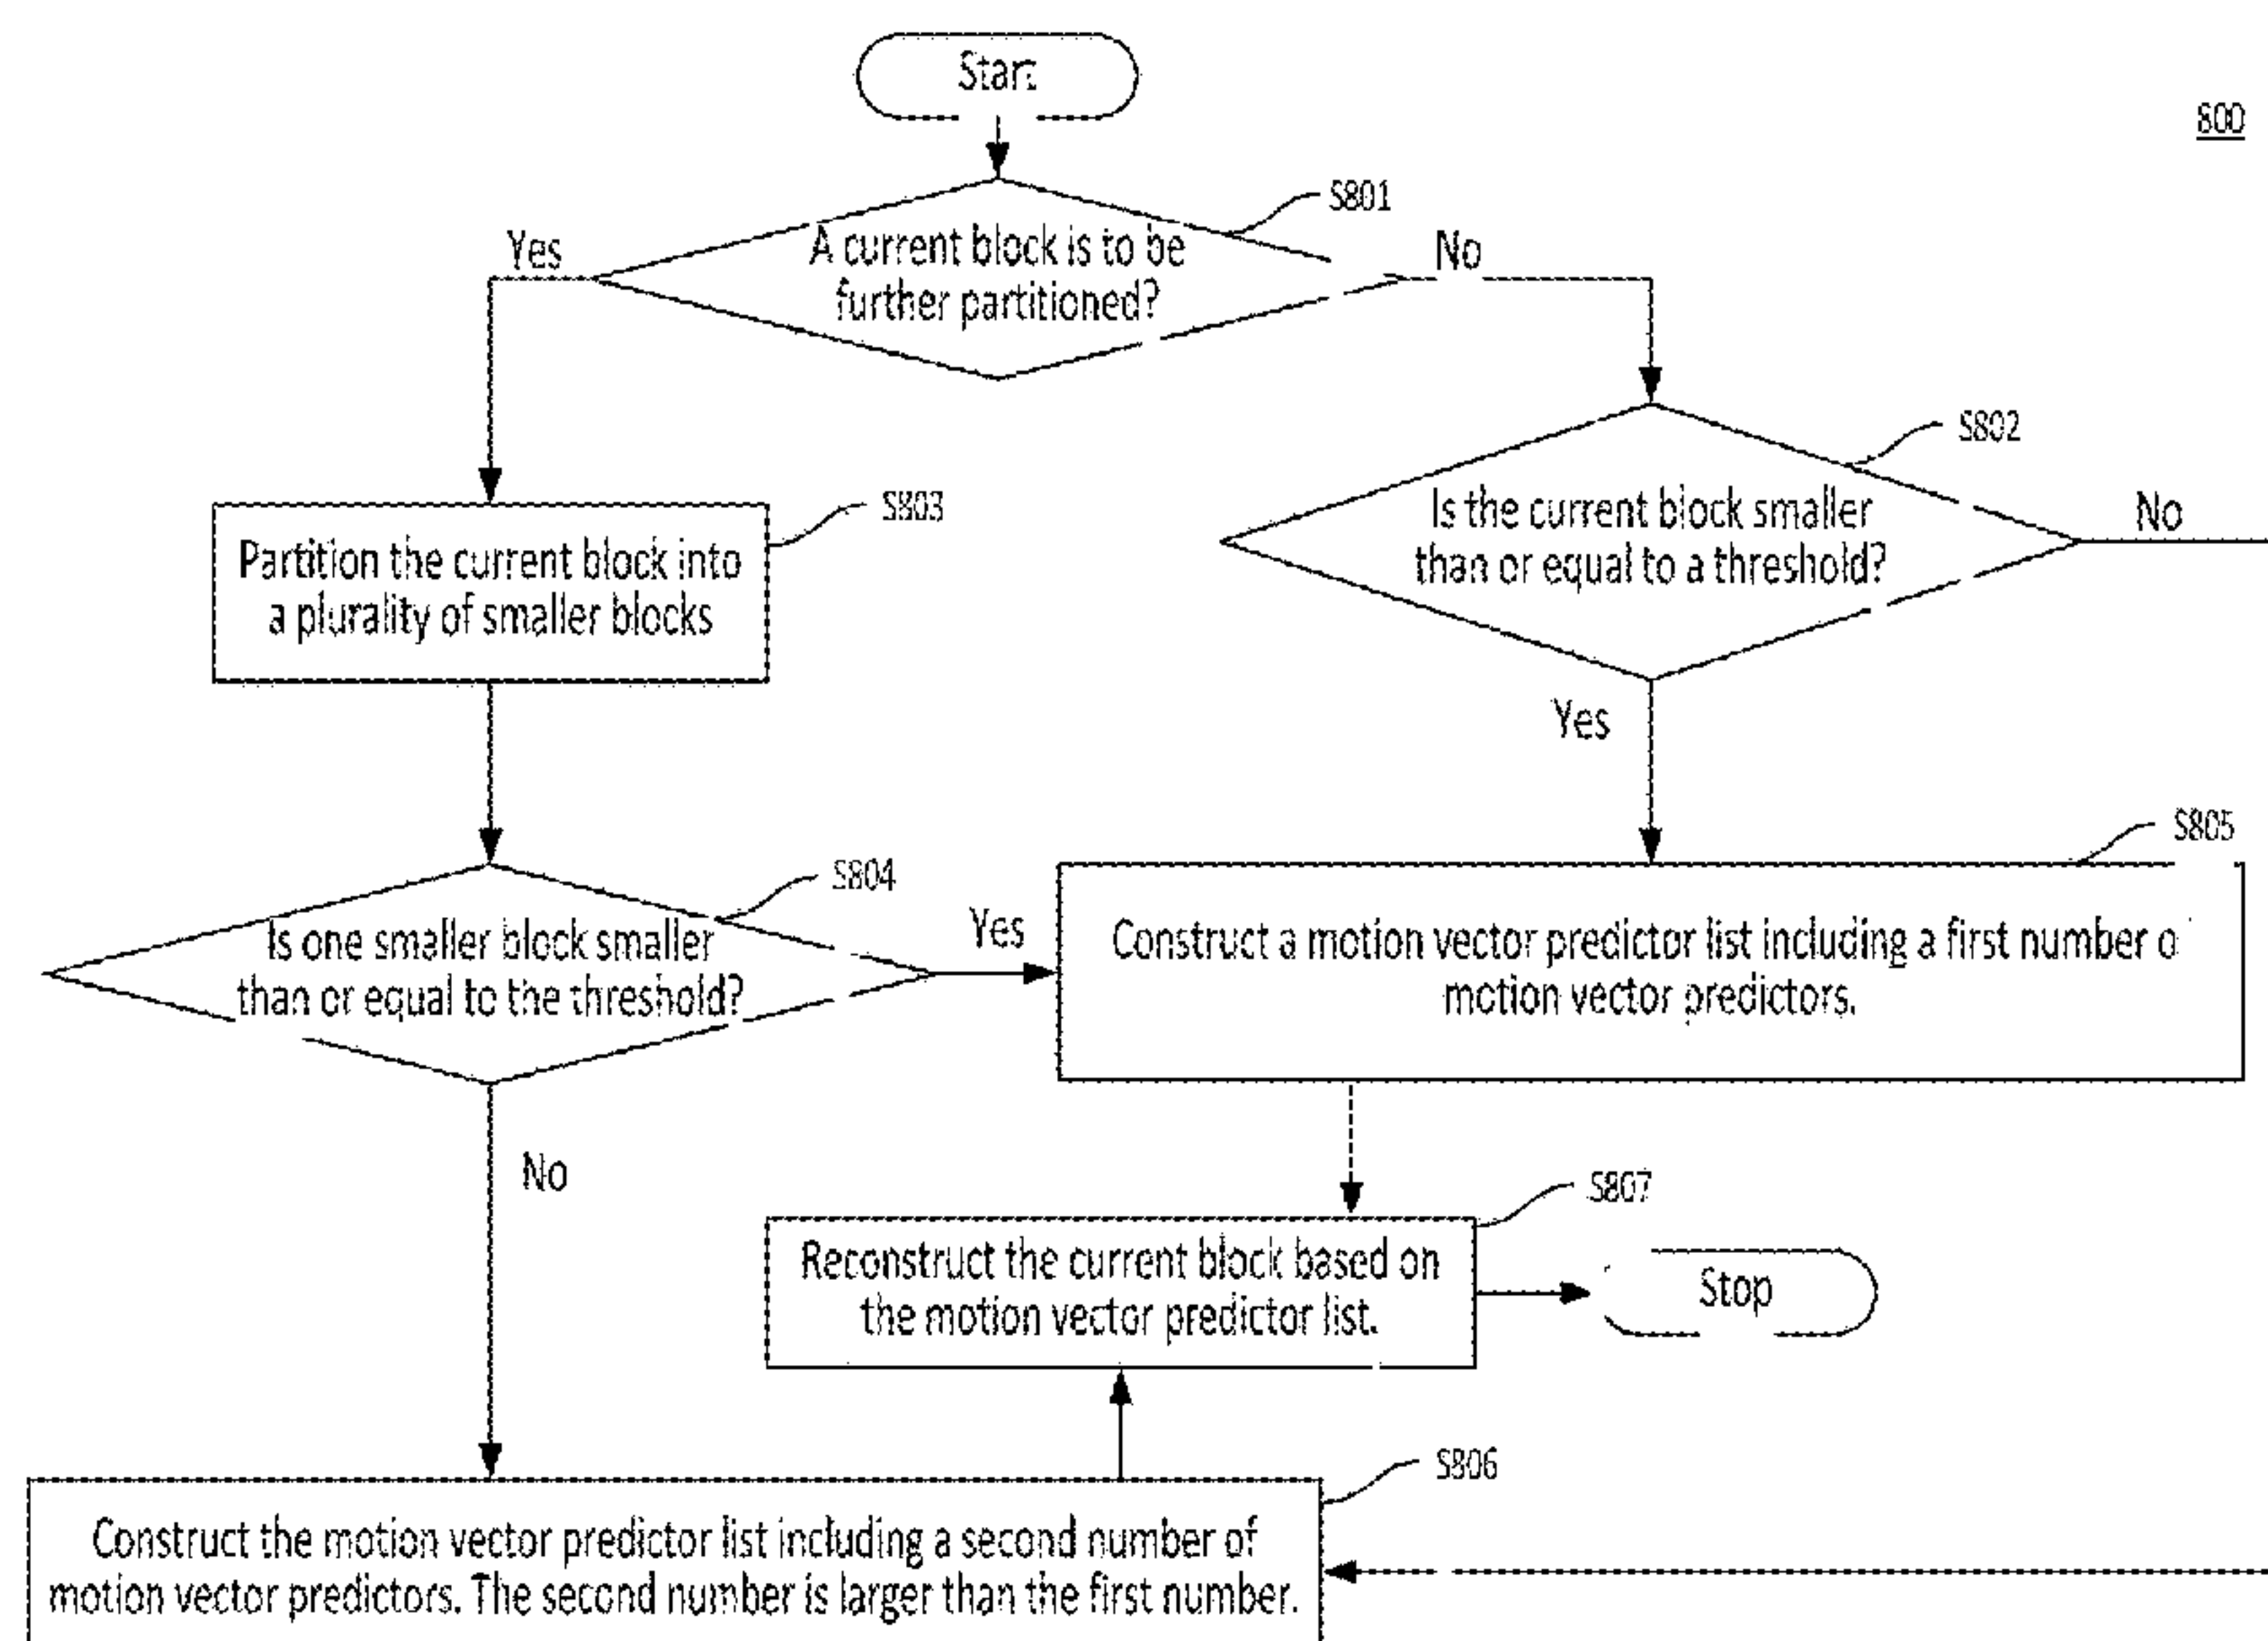 Start
800
S801
Yes
A current block is to be
further partitioned?
No
S802
Is the current block smaller
than or equal to a threshold?
No
S803
Partition the current block into
a plurality of smaller blocks
Yes
S804
Is one smaller block smaller
than or equal to the threshold?
Yes
S805
Construct a motion vector predictor list including a first number o
motion vector predictors.
No
S807
Reconstruct the current block based on
the motion vector predictor list.
Stop
S806
Construct the motion vector predictor list including a second number of
motion vector predictors. The second number is larger than the first number.